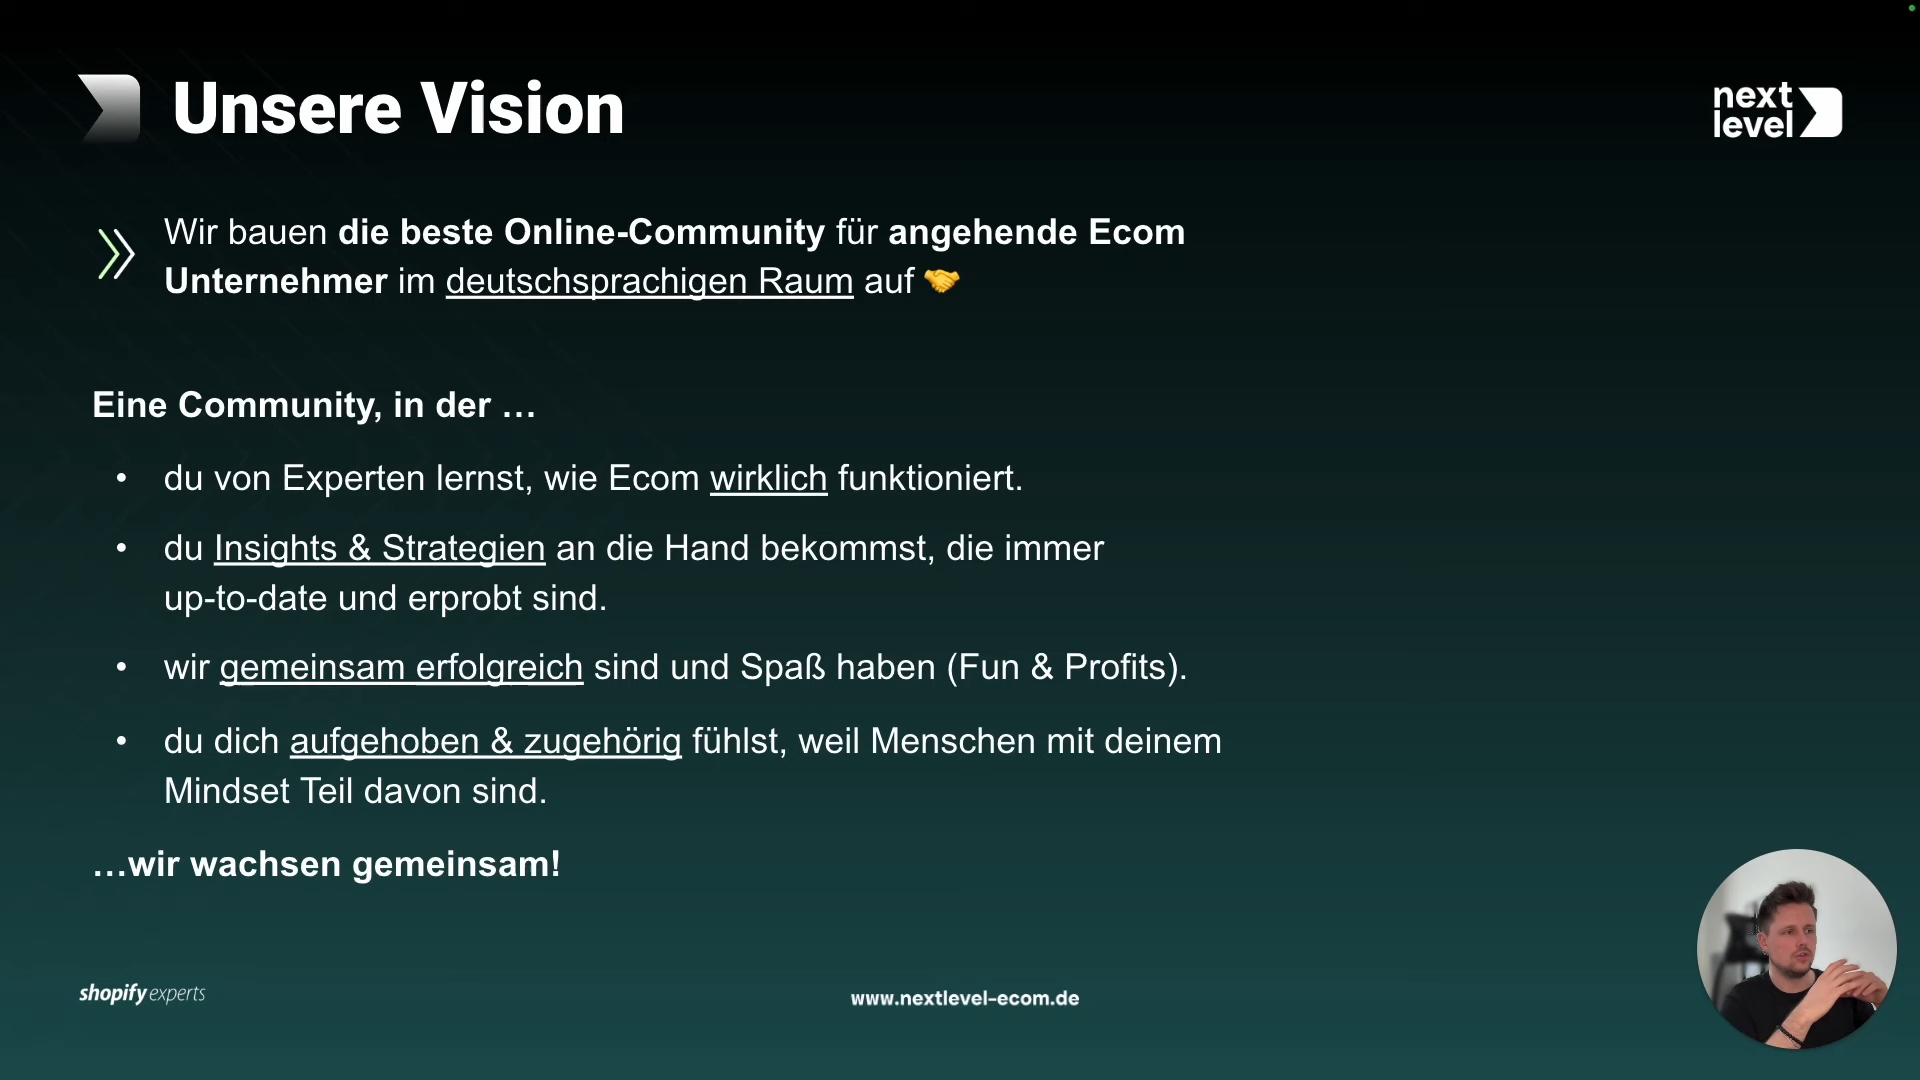 Unsere Vision
next
level
Wir bauen die beste Online-Community für angehende Ecom
Unternehmer im deutschsprachigen Raum auf 🤝
Eine Community, in der …
• du von Experten lernst, wie Ecom wirklich funktioniert.
• du Insights & Strategien an die Hand bekommst, die immer
up-to-date und erprobt sind.
• wir gemeinsam erfolgreich sind und Spaß haben (Fun & Profits).
• du dich aufgehoben & zugehörig fühlst, weil Menschen mit deinem
Mindset Teil davon sind.
…wir wachsen gemeinsam!
shopify experts
www.nextlevel-ecom.de